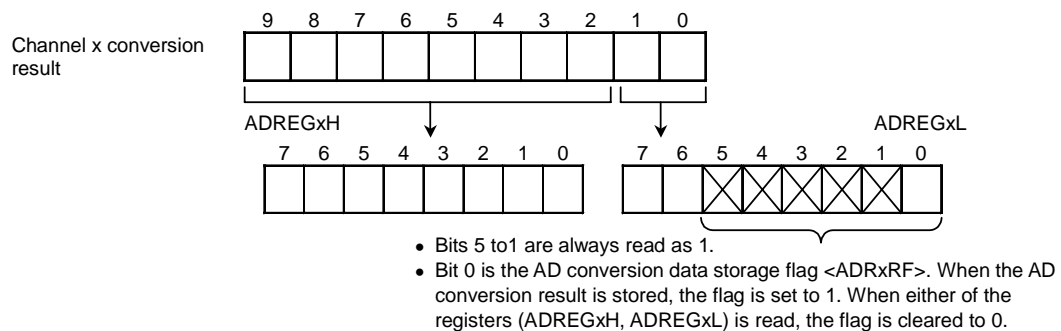 9 8 7 6 5 4 3 2 1 0
Channel x conversion
result
ADREGxH ADREGxL
7 6 5 4 3 2 1 0 7 6 5 4 3 2 1 0
• Bits 5 to1 are always read as 1.
• Bit 0 is the AD conversion data storage flag <ADRxRF>. When the AD
conversion result is stored, the flag is set to 1. When either of the
registers (ADREGxH, ADREGxL) is read, the flag is cleared to 0.